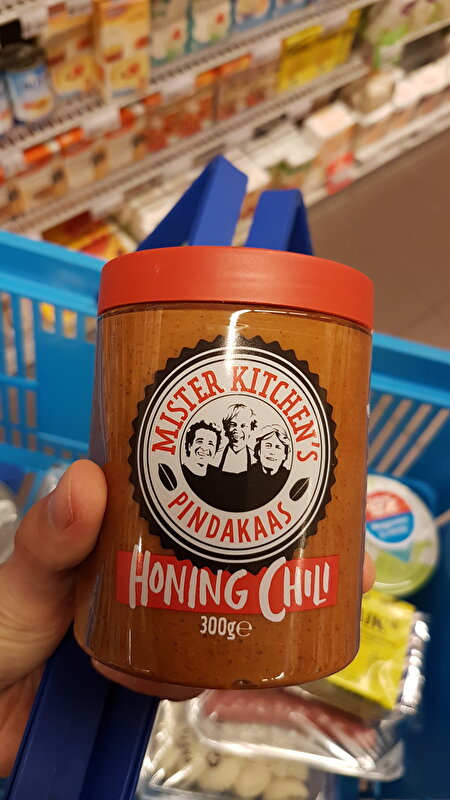 MISTER KITCHEN'S
PINDAKAAS
HONING CHILI
300g℮